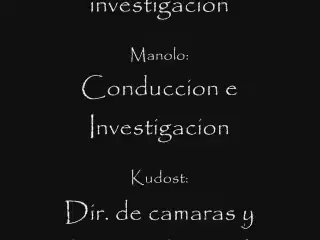 investigacion
Manolo:
Conduccion e
Investigacion
Kudost:
Dir. de camaras y